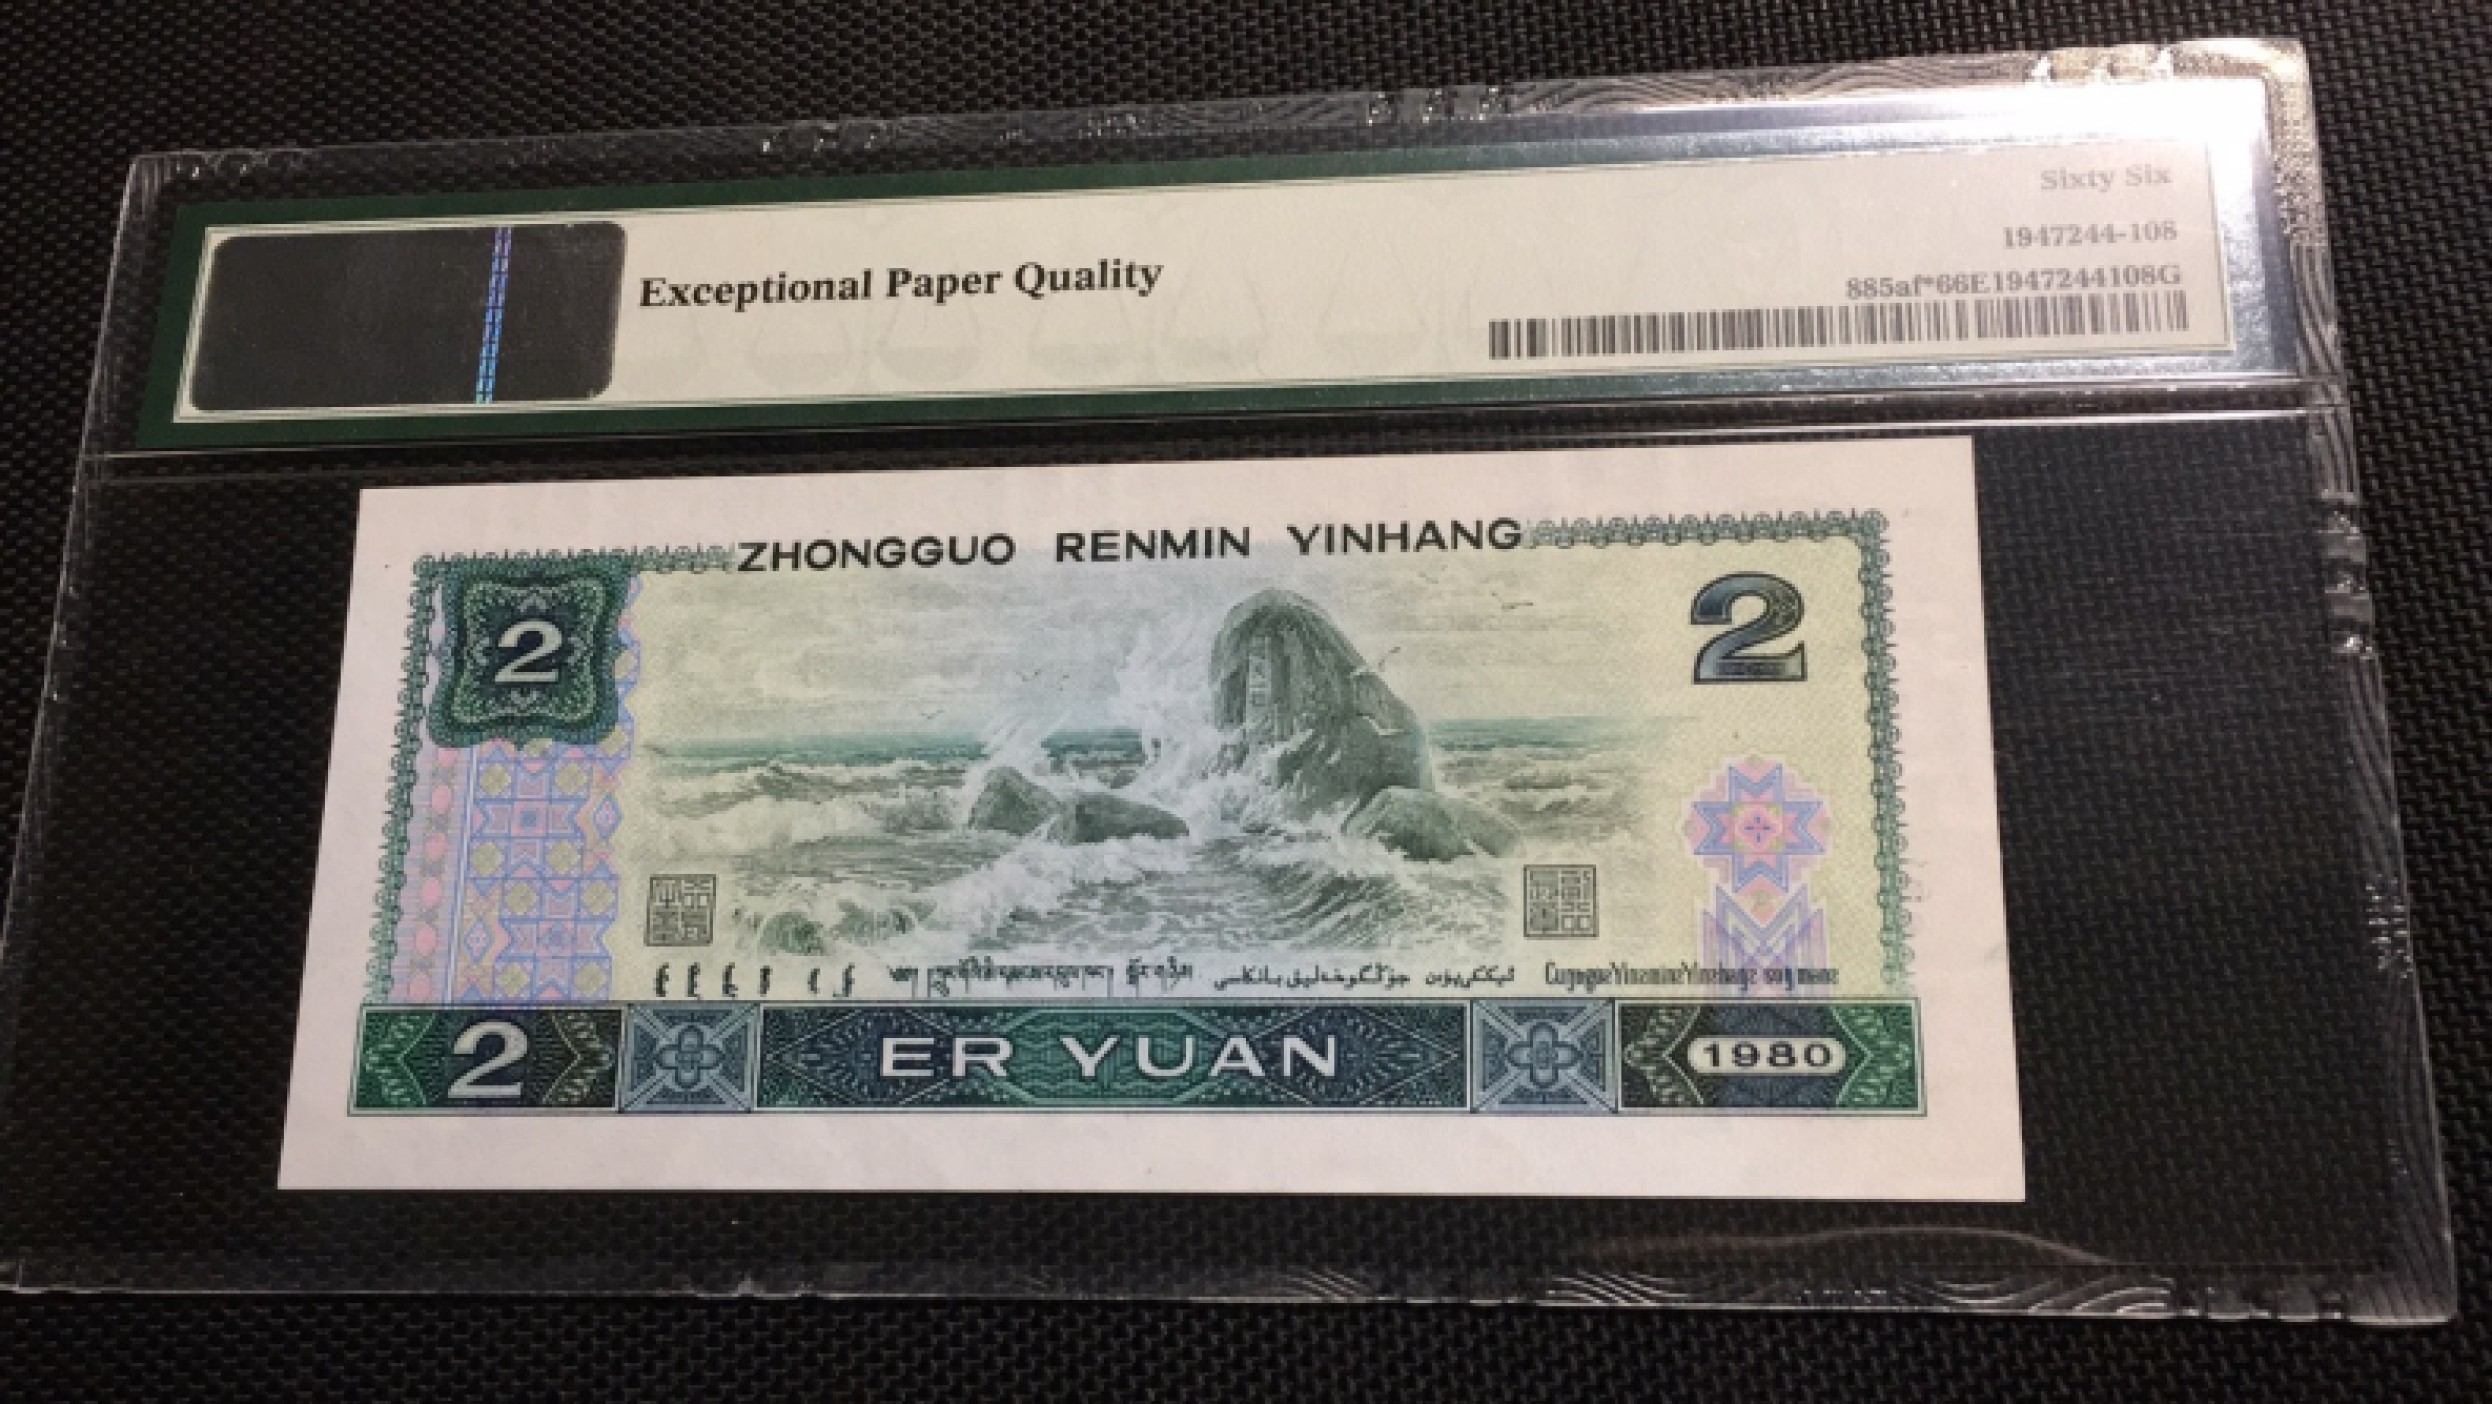 Sixty Six
1947244-108
Exceptional Paper Quality
885af*66E1947244108G
ZHONGGUO RENMIN YINHANG
2
2
2
ER YUAN
1980